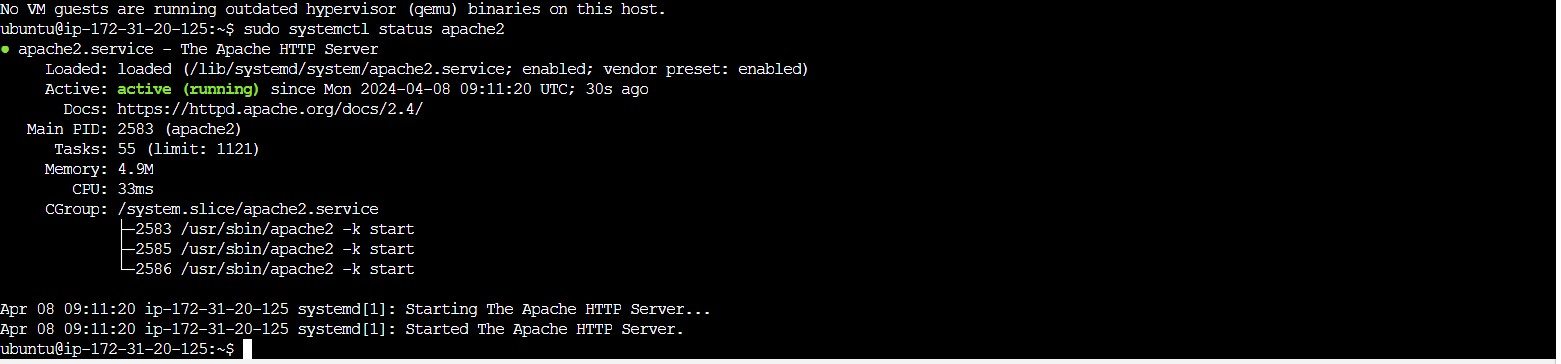 No VM guests are running outdated hypervisor (qemu) binaries on this host.
ubuntu@ip-172-31-20-125:~$ sudo systemctl status apache2
● apache2.service - The Apache HTTP Server
     Loaded: loaded (/lib/systemd/system/apache2.service; enabled; vendor preset: enabled)
     Active: active (running) since Mon 2024-04-08 09:11:20 UTC; 30s ago
       Docs: https://httpd.apache.org/docs/2.4/
   Main PID: 2583 (apache2)
      Tasks: 55 (limit: 1121)
     Memory: 4.9M
        CPU: 33ms
     CGroup: /system.slice/apache2.service
             ├─2583 /usr/sbin/apache2 -k start
             ├─2585 /usr/sbin/apache2 -k start
             └─2586 /usr/sbin/apache2 -k start

Apr 08 09:11:20 ip-172-31-20-125 systemd[1]: Starting The Apache HTTP Server...
Apr 08 09:11:20 ip-172-31-20-125 systemd[1]: Started The Apache HTTP Server.
ubuntu@ip-172-31-20-125:~$